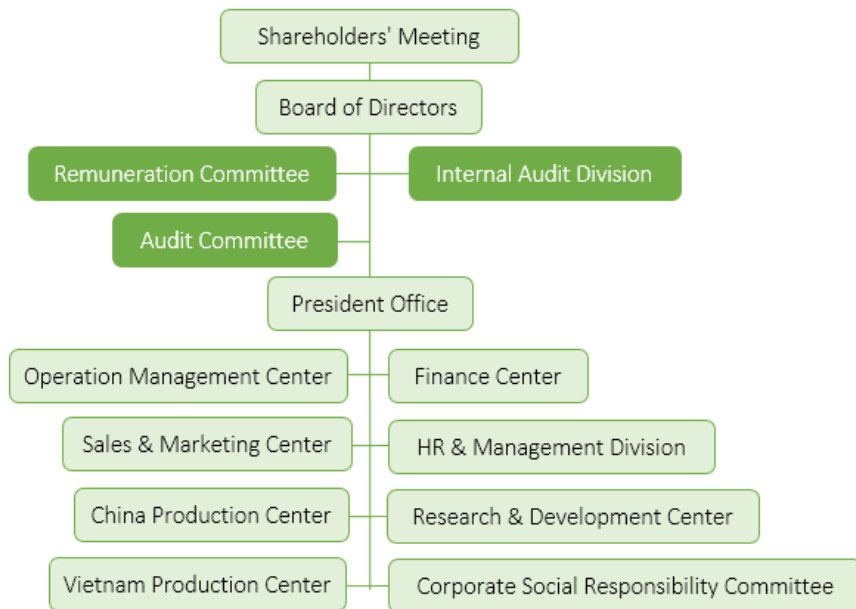 Shareholders' Meeting
Board of Directors
Remuneration Committee
Internal Audit Division
Audit Committee
President Office
Operation Management Center
Finance Center
Sales & Marketing Center
HR & Management Division
China Production Center
Research & Development Center
Vietnam Production Center
Corporate Social Responsibility Committee